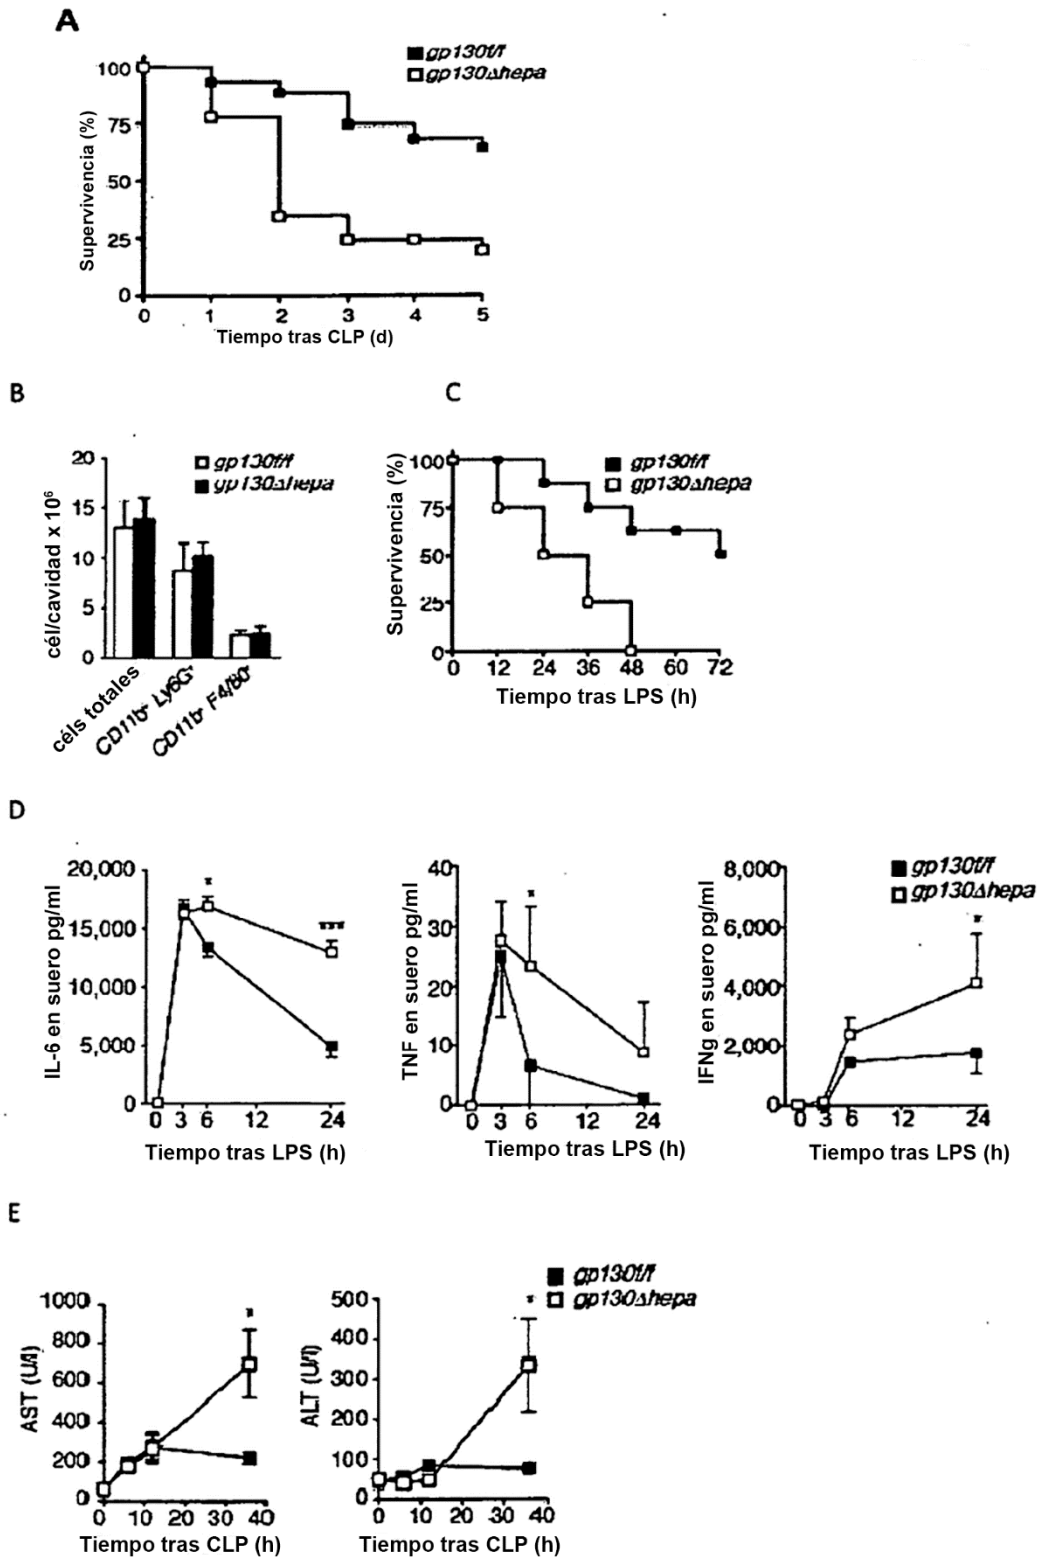 A
gp130f/f
gp130Δhepa
100
75
50
25
0
Supervivencia (%)
0 1 2 3 4 5
Tiempo tras CLP (d)
B
gp130f/f
gp130Δhepa
20
15
10
5
0
cél/cavidad x 10⁶
céls totales
CD11b⁺ Ly6G⁺
CD11b⁺ F4/80⁺
C
gp130f/f
gp130Δhepa
100
75
50
25
0
Supervivencia (%)
0 12 24 36 48 60 72
Tiempo tras LPS (h)
D
20,000
15,000
10,000
5,000
0
IL-6 en suero pg/ml
*
***
0 3 6 12 24
Tiempo tras LPS (h)
40
30
20
10
0
TNF en suero pg/ml
*
0 3 6 12 24
Tiempo tras LPS (h)
gp130f/f
gp130Δhepa
8,000
6,000
4,000
2,000
0
IFNg en suero pg/ml
*
0 3 6 12 24
Tiempo tras LPS (h)
E
1000
800
600
400
200
0
AST (U/l)
*
0 10 20 30 40
Tiempo tras CLP (h)
gp130f/f
gp130Δhepa
500
400
300
200
100
0
ALT (U/l)
*
0 10 20 30 40
Tiempo tras CLP (h)